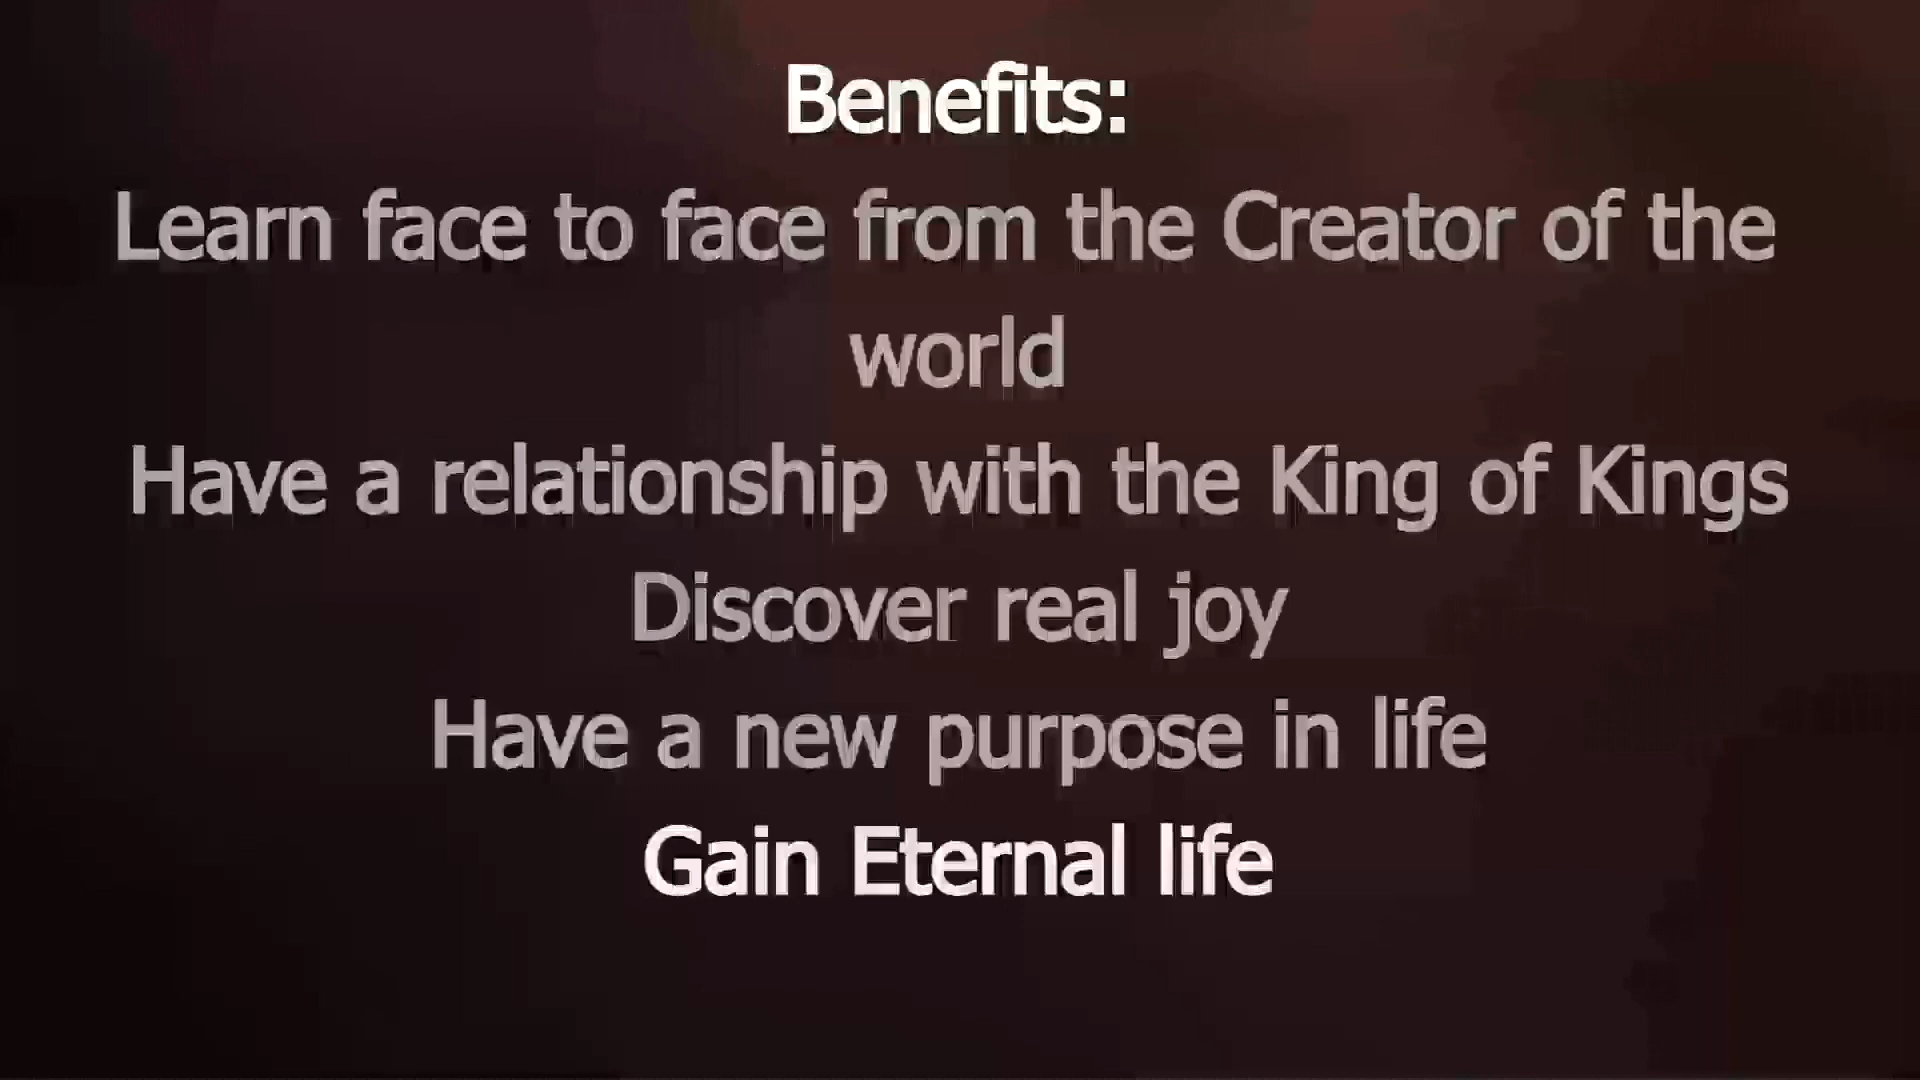 Benefits:
Learn face to face from the Creator of the
world
Have a relationship with the King of Kings
Discover real joy
Have a new purpose in life
Gain Eternal life